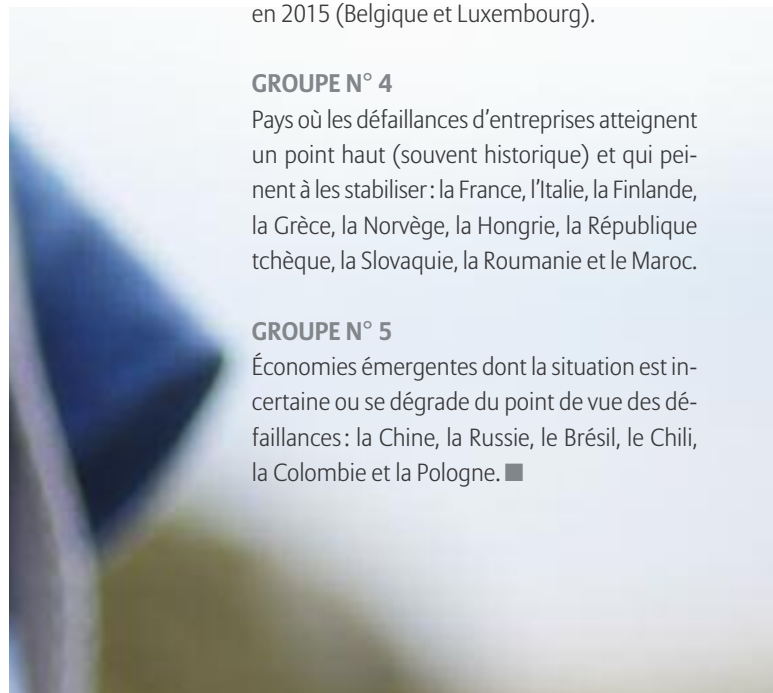 en 2015 (Belgique et Luxembourg).
GROUPE N° 4
Pays où les défaillances d'entreprises atteignent
un point haut (souvent historique) et qui pei-
nent à les stabiliser : la France, l'Italie, la Finlande,
la Grèce, la Norvège, la Hongrie, la République
tchèque, la Slovaquie, la Roumanie et le Maroc.
GROUPE N° 5
Économies émergentes dont la situation est in-
certaine ou se dégrade du point de vue des dé-
faillances : la Chine, la Russie, le Brésil, le Chili,
la Colombie et la Pologne. ■